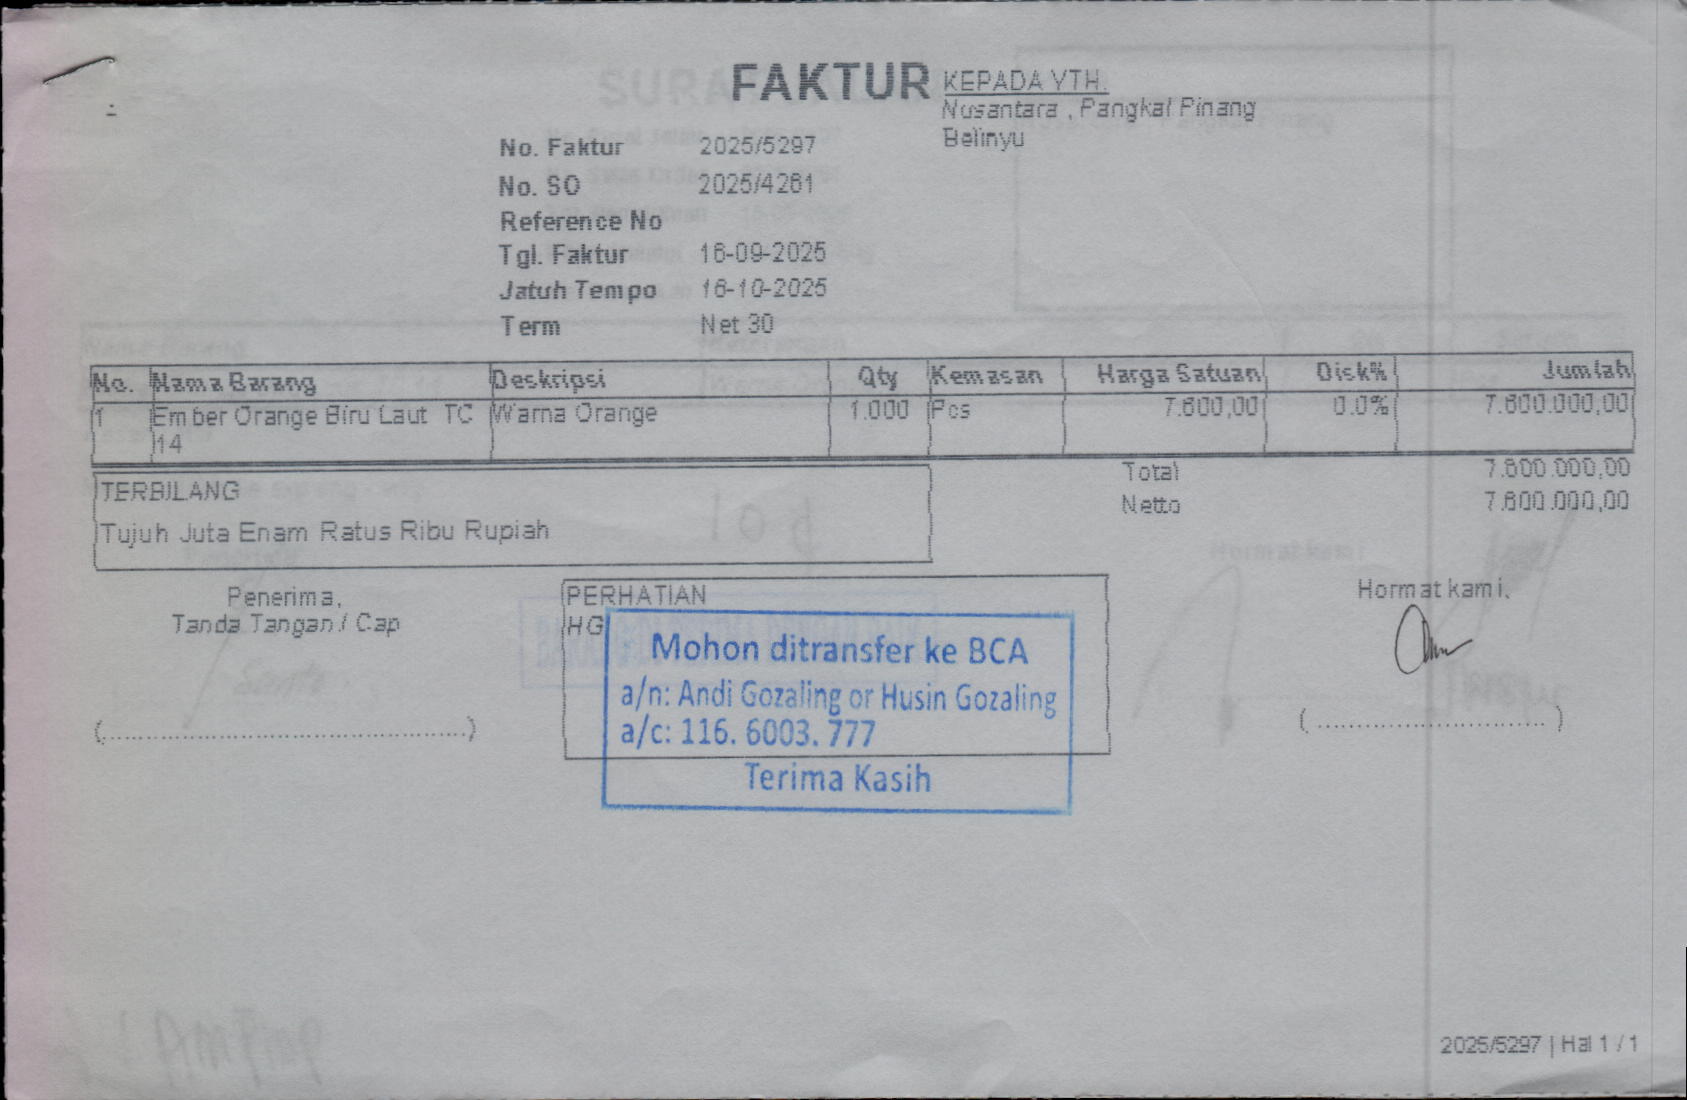 FAKTUR
KEPADA YTH.
Nusantara , Pangkal Pinang
Belinyu
No. Faktur 2025/5297
No. SO 2025/4261
Reference No
Tgl. Faktur 16-09-2025
Jatuh Tempo 16-10-2025
Term Net 30
No. Nama Barang Deskripsi Qty Kemasan Harga Satuan Disk% Jumlah
1 Ember Orange Biru Laut TC Warna Orange 1.000 Pcs 7.600,00 0.0% 7.600.000,00
14
Total 7.600.000,00
TERBILANG
Netto 7.600.000,00
Tujuh Juta Enam Ratus Ribu Rupiah
Penerima,
Tanda Tangan / Cap
PERHATIAN
HG
Mohon ditransfer ke BCA
a/n: Andi Gozaling or Husin Gozaling
a/c: 116. 6003. 777
Terima Kasih
Hormat kami,
(................................................)
(..............................)
2025/5297 | Hal 1 / 1